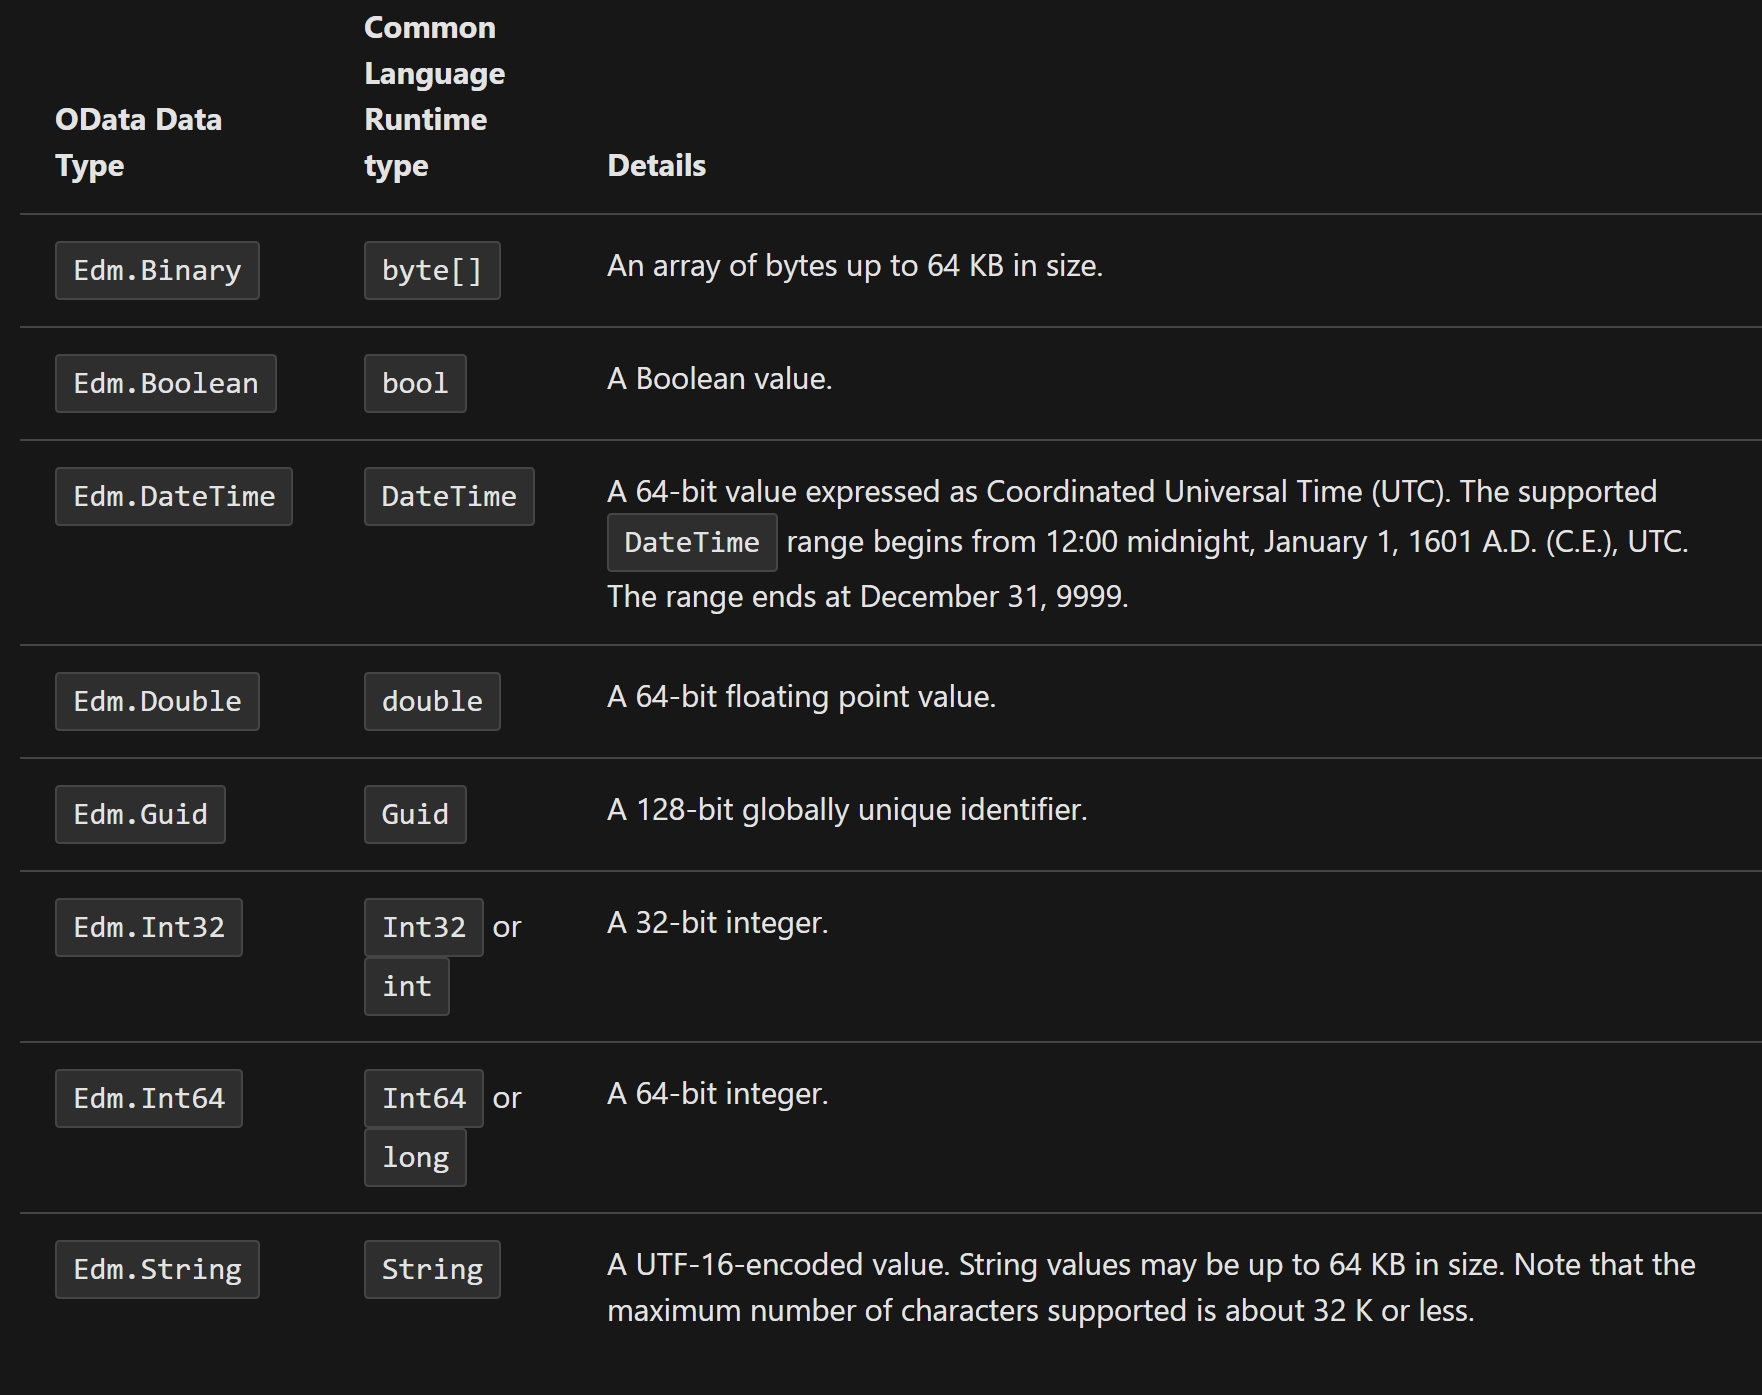 OData Data
Type
Common
Language
Runtime
type
Details
Edm.Binary
byte[]
An array of bytes up to 64 KB in size.
Edm.Boolean
bool
A Boolean value.
Edm.DateTime
DateTime
A 64-bit value expressed as Coordinated Universal Time (UTC). The supported
DateTime range begins from 12:00 midnight, January 1, 1601 A.D. (C.E.), UTC.
The range ends at December 31, 9999.
Edm.Double
double
A 64-bit floating point value.
Edm.Guid
Guid
A 128-bit globally unique identifier.
Edm.Int32
Int32 or
int
A 32-bit integer.
Edm.Int64
Int64 or
long
A 64-bit integer.
Edm.String
String
A UTF-16-encoded value. String values may be up to 64 KB in size. Note that the
maximum number of characters supported is about 32 K or less.